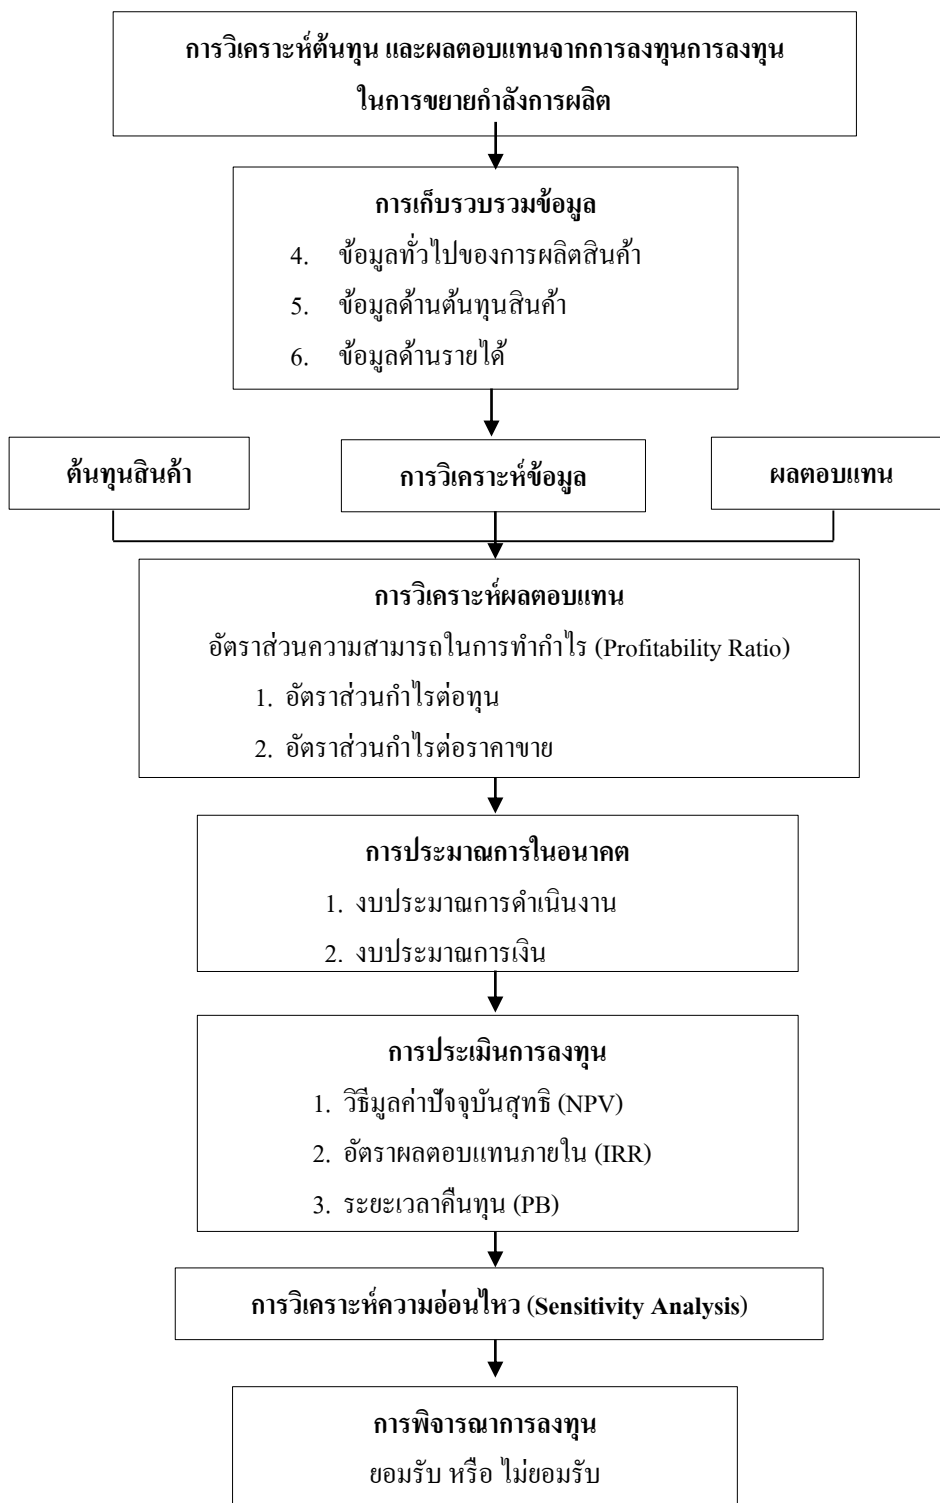 การวิเคราะห์ต้นทุน และผลตอบแทนจากการลงทุนการลงทุน
ในการขยายกำลังการผลิต
การเก็บรวบรวมข้อมูล
4. ข้อมูลทั่วไปของการผลิตสินค้า
5. ข้อมูลด้านต้นทุนสินค้า
6. ข้อมูลด้านรายได้
ต้นทุนสินค้า
การวิเคราะห์ข้อมูล
ผลตอบแทน
การวิเคราะห์ผลตอบแทน
อัตราส่วนความสามารถในการทำกำไร (Profitability Ratio)
1. อัตราส่วนกำไรต่อทุน
2. อัตราส่วนกำไรต่อราคาขาย
การประมาณการในอนาคต
1. งบประมาณการดำเนินงาน
2. งบประมาณการเงิน
การประเมินการลงทุน
1. วิธีมูลค่าปัจจุบันสุทธิ (NPV)
2. อัตราผลตอบแทนภายใน (IRR)
3. ระยะเวลาคืนทุน (PB)
การวิเคราะห์ความอ่อนไหว (Sensitivity Analysis)
การพิจารณาการลงทุน
ยอมรับ หรือ ไม่ยอมรับ